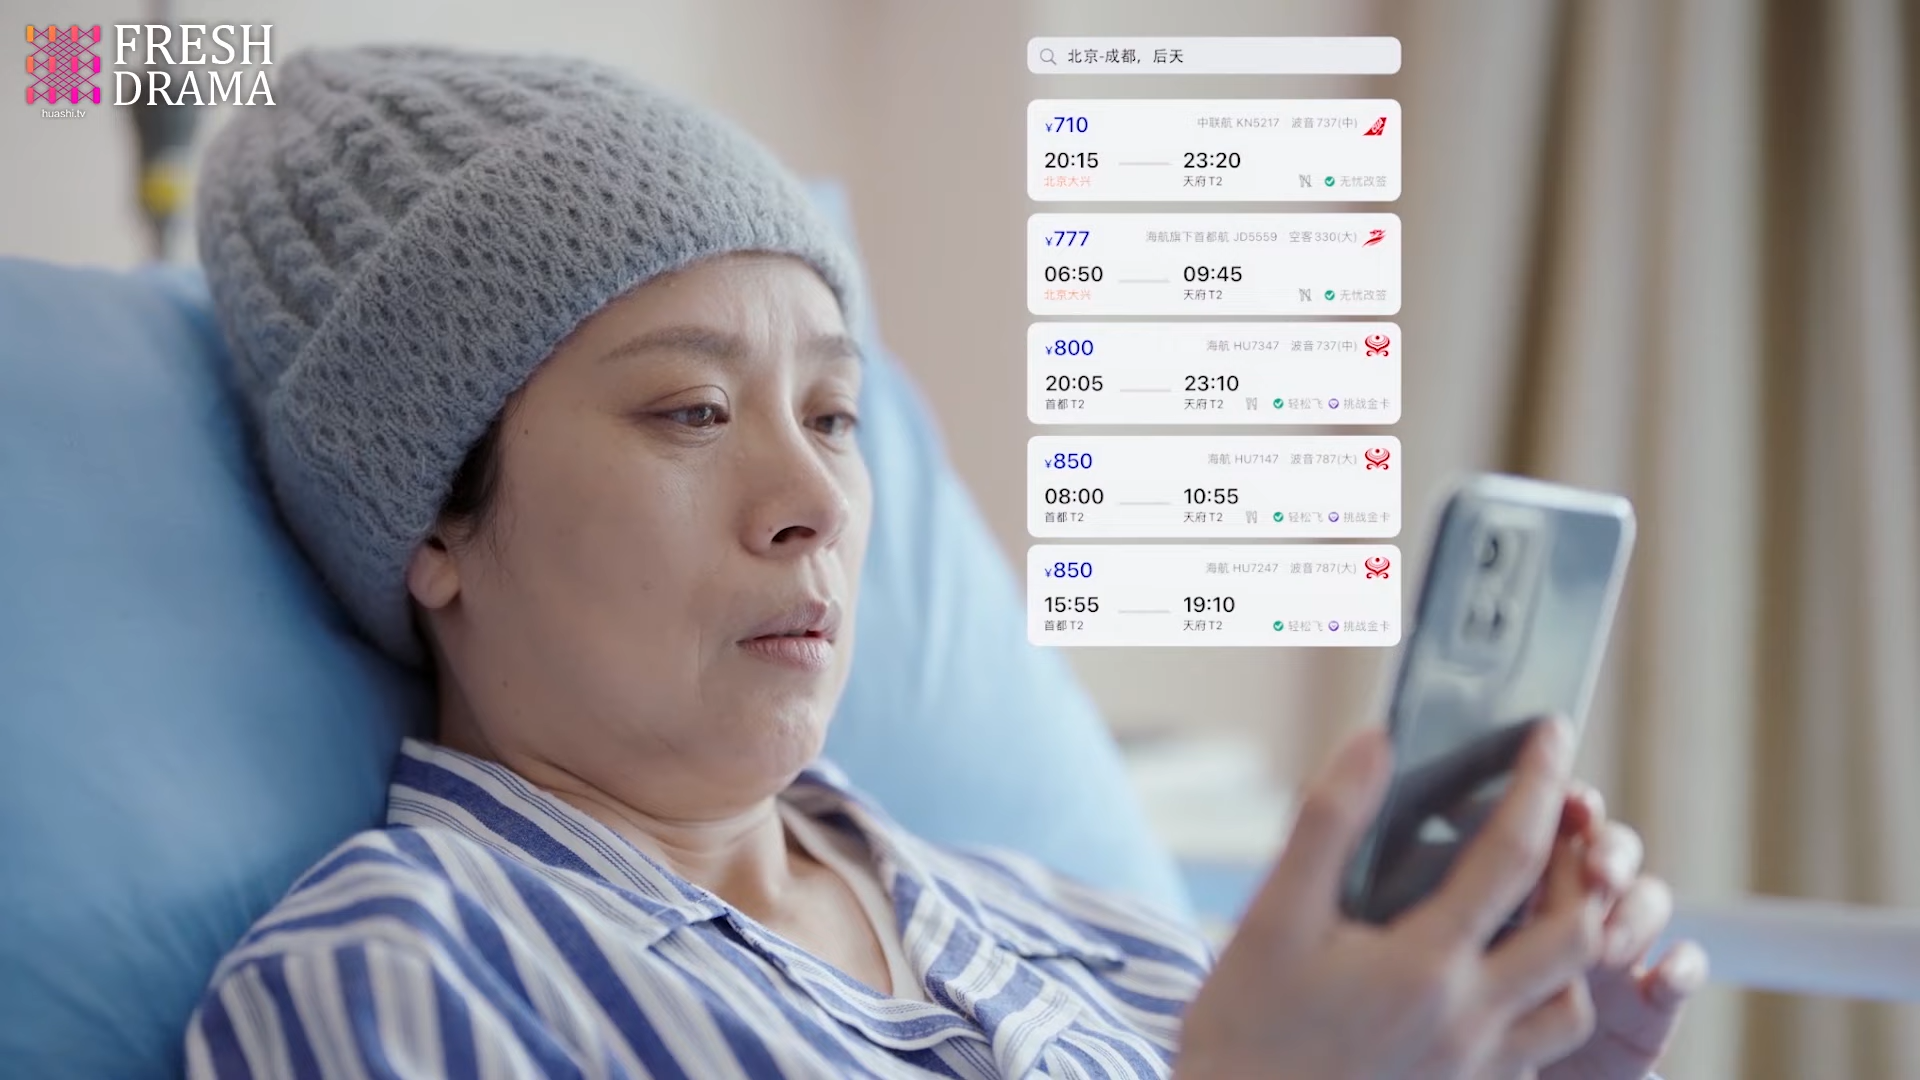 FRESH
DRAMA
huashi.tv
北京-成都，后天
¥710 中联航 KN5217 波音737(中)
20:15 23:20
北京大兴 天府T2 无忧改签
¥777 海航旗下首都航 JD5559 空客330(大)
06:50 09:45
北京大兴 天府T2 无忧改签
¥800 海航 HU7347 波音737(中)
20:05 23:10
首都T2 天府T2 轻松飞 挑战金卡
¥850 海航 HU7147 波音787(大)
08:00 10:55
首都T2 天府T2 轻松飞 挑战金卡
¥850 海航 HU7247 波音787(大)
15:55 19:10
首都T2 天府T2 轻松飞 挑战金卡